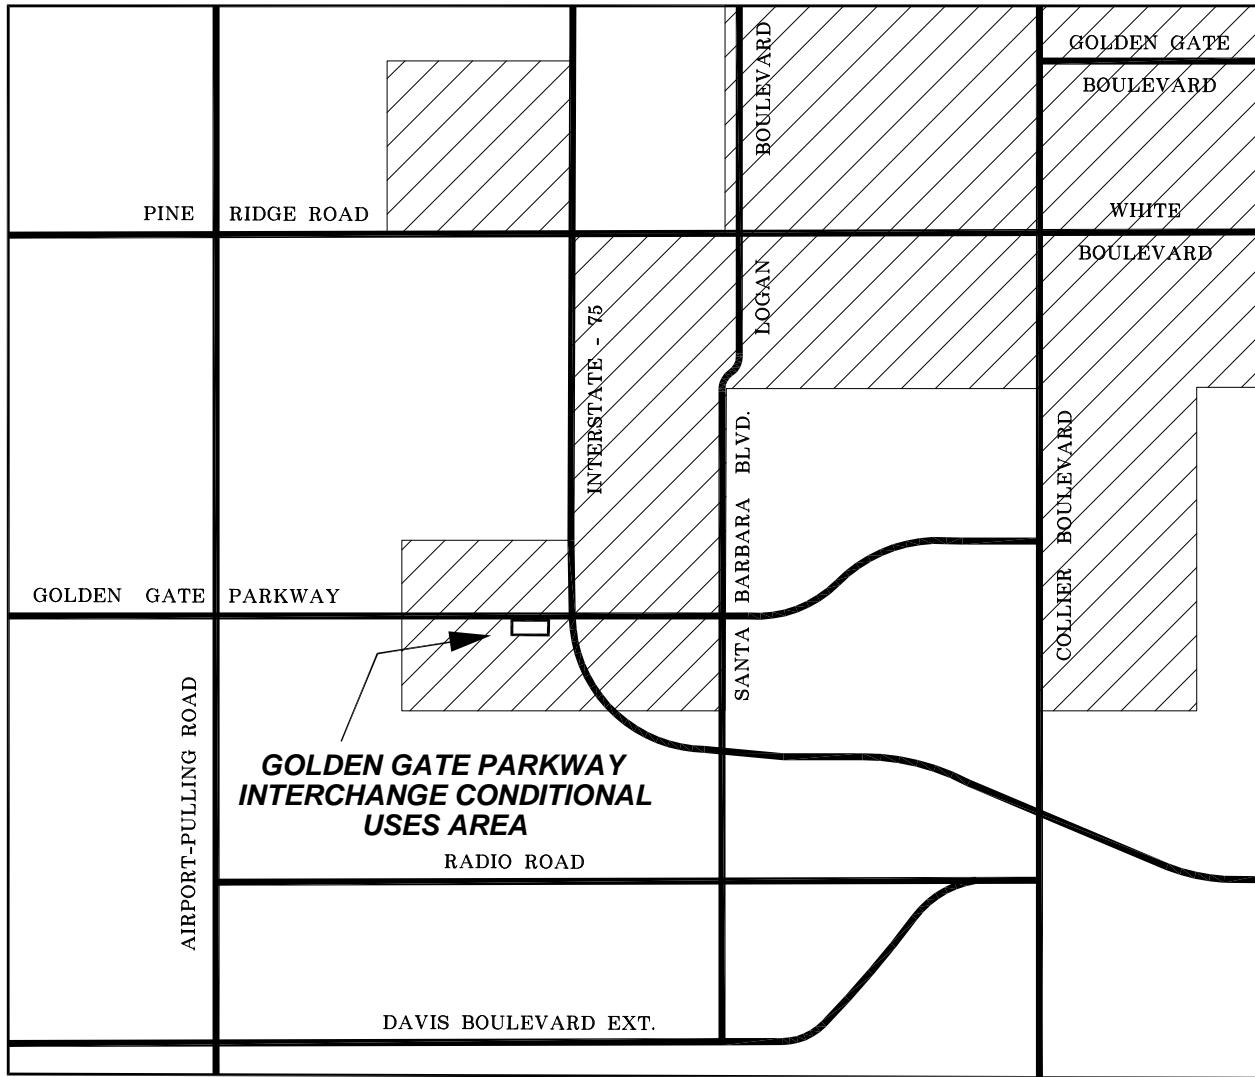 GOLDEN GATE
BOULEVARD
BOULEVARD
PINE RIDGE ROAD
WHITE
BOULEVARD
LOGAN
INTERSTATE - 75
SANTA BARBARA BLVD.
COLLIER BOULEVARD
GOLDEN GATE PARKWAY
AIRPORT-PULLING ROAD
GOLDEN GATE PARKWAY
INTERCHANGE CONDITIONAL
USES AREA
RADIO ROAD
DAVIS BOULEVARD EXT.